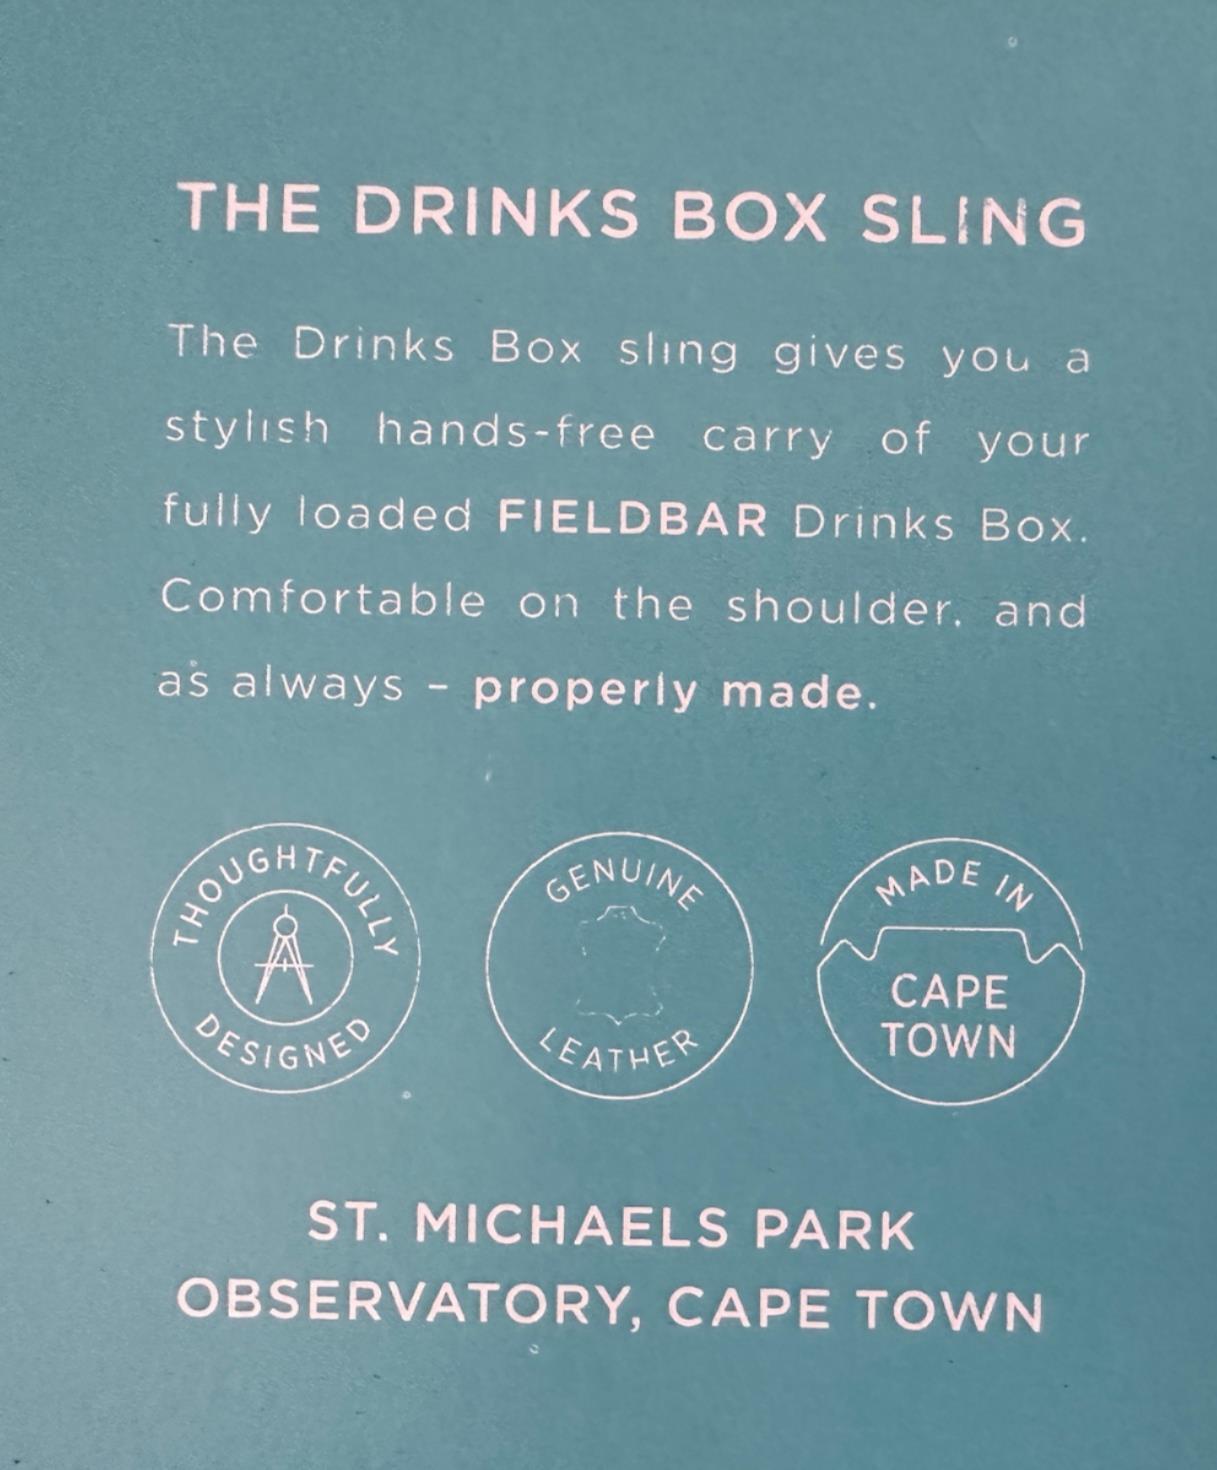 THE DRINKS BOX SLING
The Drinks Box sling gives you a
stylish hands-free carry of your
fully loaded FIELDBAR Drinks Box.
Comfortable on the shoulder, and
as always – properly made.
THOUGHTFULLY
DESIGNED
GENUINE
LEATHER
MADE IN
CAPE
TOWN
ST. MICHAELS PARK
OBSERVATORY, CAPE TOWN